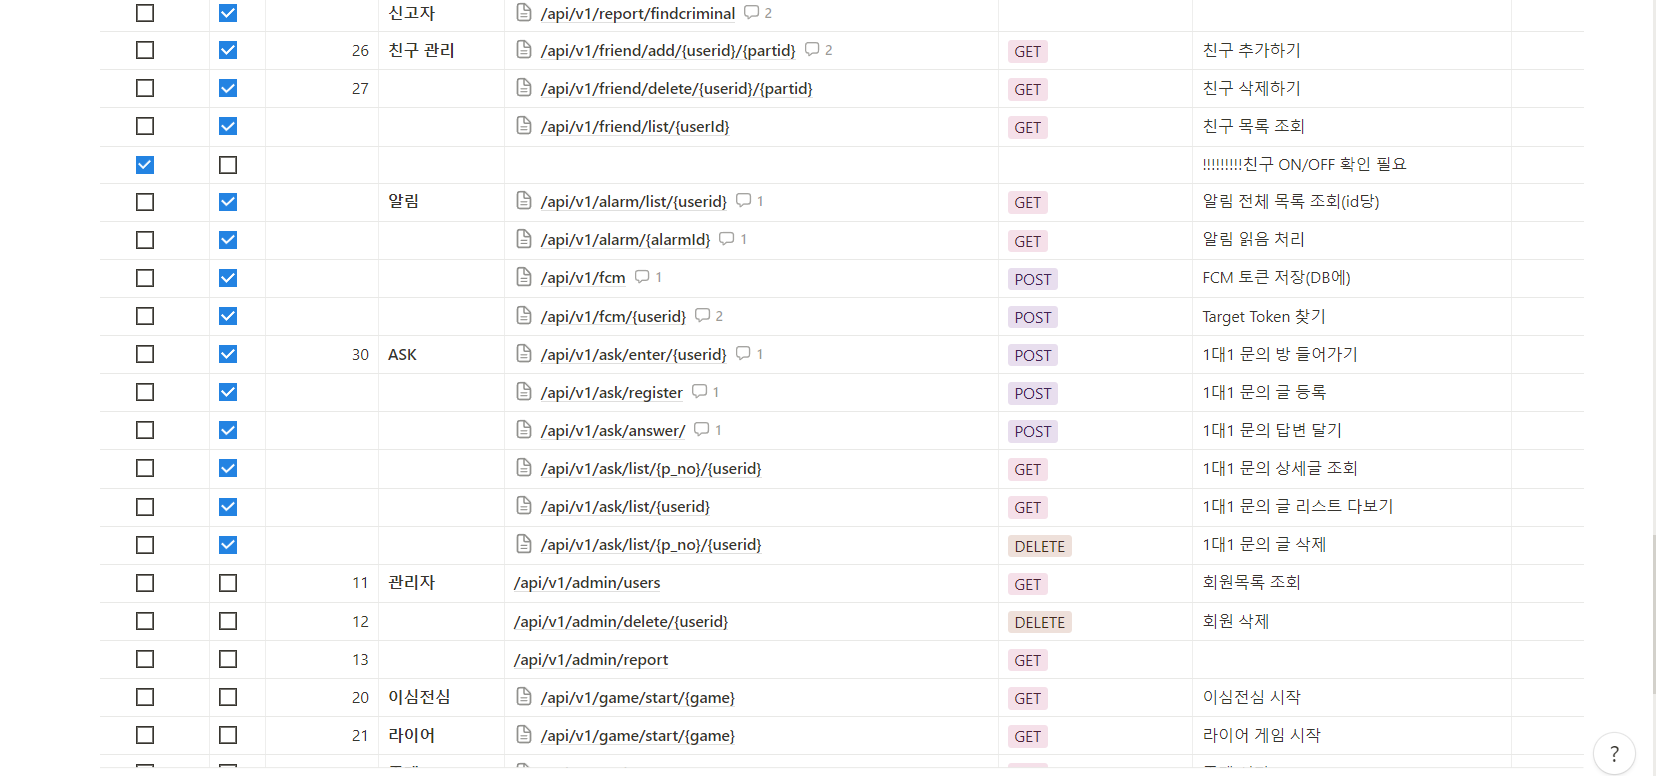 신고자 /api/v1/report/findcriminal 2
26 친구 관리 /api/v1/friend/add/{userid}/{partid} 2 GET 친구 추가하기
27 /api/v1/friend/delete/{userid}/{partid} GET 친구 삭제하기
/api/v1/friend/list/{userId} GET 친구 목록 조회
!!!!!!!!!친구 ON/OFF 확인 필요
알림 /api/v1/alarm/list/{userid} 1 GET 알림 전체 목록 조회(id당)
/api/v1/alarm/{alarmId} 1 GET 알림 읽음 처리
/api/v1/fcm 1 POST FCM 토큰 저장(DB에)
/api/v1/fcm/{userid} 2 POST Target Token 찾기
30 ASK /api/v1/ask/enter/{userid} 1 POST 1대1 문의 방 들어가기
/api/v1/ask/register 1 POST 1대1 문의 글 등록
/api/v1/ask/answer/ 1 POST 1대1 문의 답변 달기
/api/v1/ask/list/{p_no}/{userid} GET 1대1 문의 상세글 조회
/api/v1/ask/list/{userid} GET 1대1 문의 글 리스트 다보기
/api/v1/ask/list/{p_no}/{userid} DELETE 1대1 문의 글 삭제
11 관리자 /api/v1/admin/users GET 회원목록 조회
12 /api/v1/admin/delete/{userid} DELETE 회원 삭제
13 /api/v1/admin/report GET
20 이심전심 /api/v1/game/start/{game} GET 이심전심 시작
21 라이어 /api/v1/game/start/{game} GET 라이어 게임 시작
?